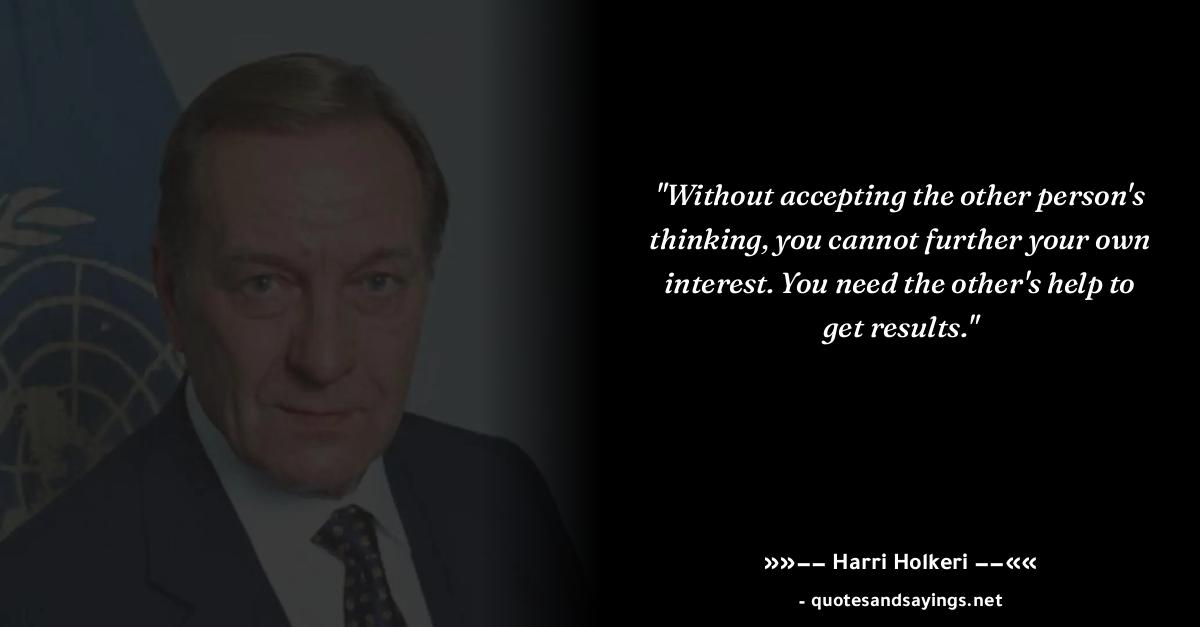 "Without accepting the other person's
thinking, you cannot further your own
interest. You need the other's help to
get results."
»»−− Harri Holkeri −−««
- quotesandsayings.net